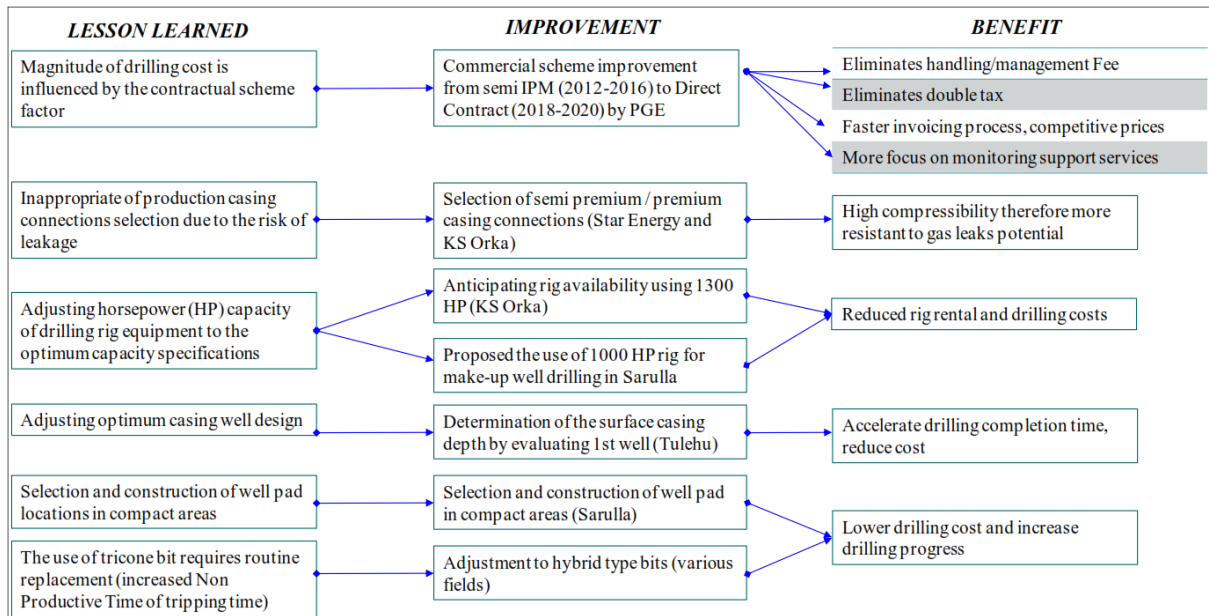 LESSON LEARNED
IMPROVEMENT
BENEFIT
Magnitude of drilling cost is
influenced by the contractual scheme
factor
Commercial scheme improvement
from semi IPM (2012-2016) to Direct
Contract (2018-2020) by PGE
Eliminates handling/management Fee
Eliminates double tax
Faster invoicing process, competitive prices
More focus on monitoring support services
Inappropriate of production casing
connections selection due to the risk of
leakage
Selection of semi premium / premium
casing connections (Star Energy and
KS Orka)
High compressibility therefore more
resistant to gas leaks potential
Adjusting horsepower (HP) capacity
of drilling rig equipment to the
optimum capacity specifications
Anticipating rig availability using 1300
HP (KS Orka)
Proposed the use of 1000 HP rig for
make-up well drilling in Sarulla
Reduced rig rental and drilling costs
Adjusting optimum casing well design
Determination of the surface casing
depth by evaluating 1st well (Tulehu)
Accelerate drilling completion time,
reduce cost
Selection and construction of well pad
locations in compact areas
Selection and construction of well pad
in compact areas (Sarulla)
The use of tricone bit requires routine
replacement (increased Non
Productive Time of tripping time)
Adjustment to hybrid type bits (various
fields)
Lower drilling cost and increase
drilling progress